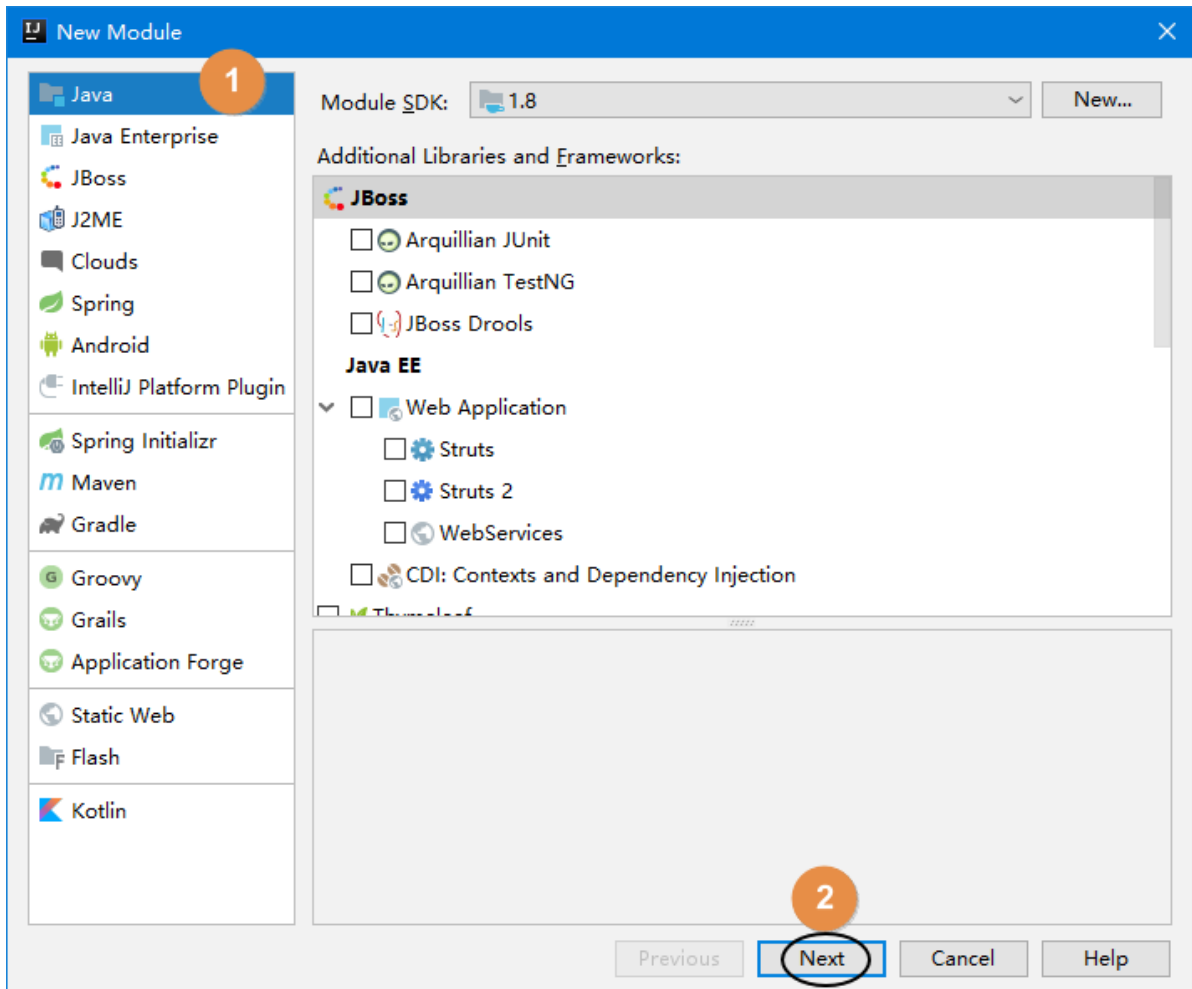 New Module
1
Java
Java Enterprise
JBoss
J2ME
Clouds
Spring
Android
IntelliJ Platform Plugin
Spring Initializr
Maven
Gradle
Groovy
Grails
Application Forge
Static Web
Flash
Kotlin
Module SDK: 1.8 New...
Additional Libraries and Frameworks:
JBoss
Arquillian JUnit
Arquillian TestNG
JBoss Drools
Java EE
Web Application
Struts
Struts 2
WebServices
CDI: Contexts and Dependency Injection
Thymeleaf
2
Previous Next Cancel Help